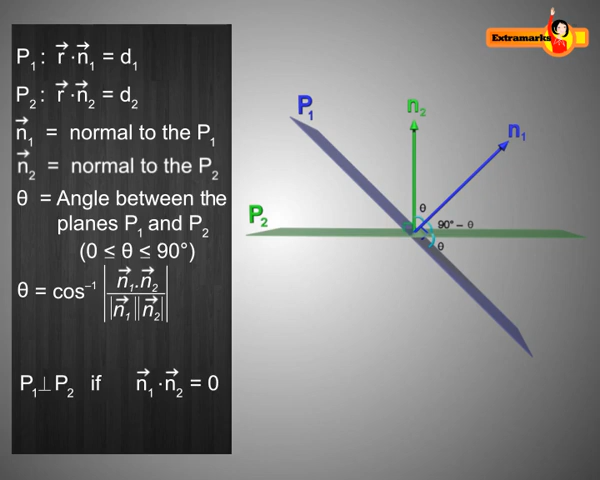 P₁ : r⃗ · n⃗₁ = d₁
P₂ : r⃗ · n⃗₂ = d₂
n⃗₁ = normal to the P₁
n⃗₂ = normal to the P₂
θ = Angle between the
planes P₁ and P₂
(0 ≤ θ ≤ 90°)
θ = cos⁻¹ | n⃗₁.n⃗₂ / |n⃗₁||n⃗₂| |
P₁⊥P₂ if n⃗₁ · n⃗₂ = 0
Extramarks
P₁
n₂
n₁
θ
P₂
90° – θ
θ